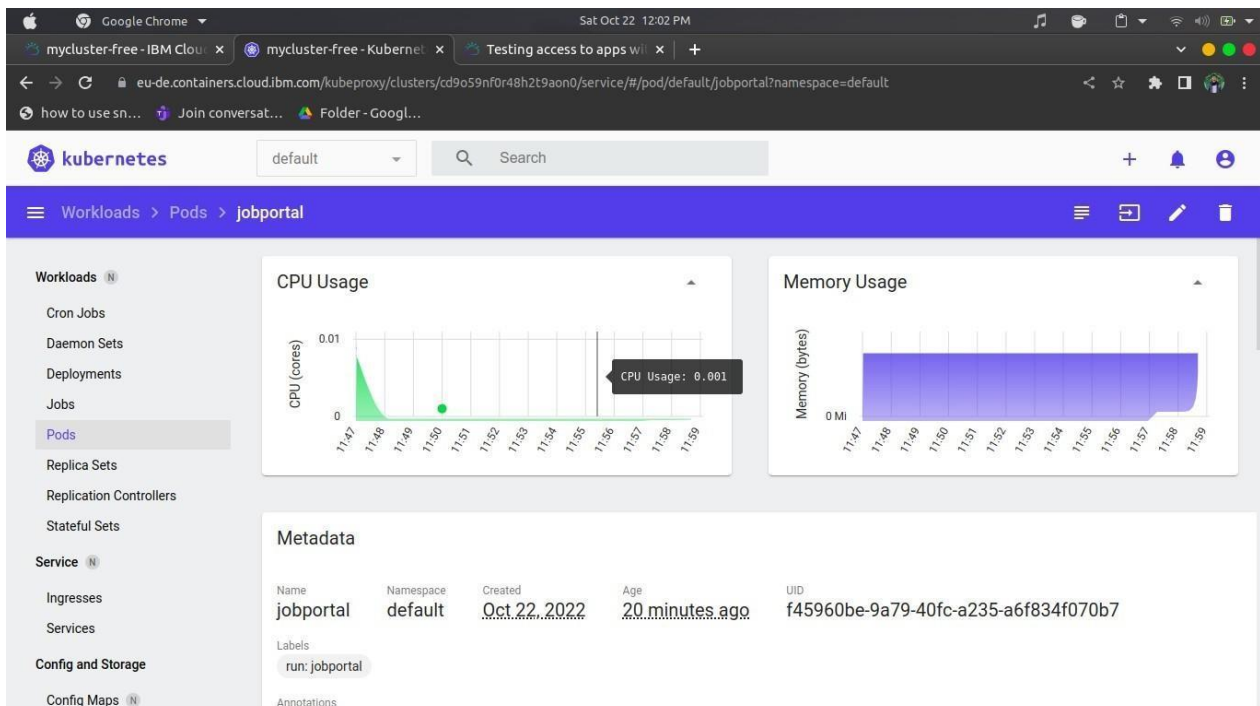 Google Chrome
Sat Oct 22 12:02 PM
mycluster-free - IBM Clou
mycluster-free - Kubernet
Testing access to apps wi
eu-de.containers.cloud.ibm.com/kubeproxy/clusters/cd9o59nf0r48h2t9aon0/service/#/pod/default/jobportal?namespace=default
how to use sn...
Join conversat...
Folder - Googl...
kubernetes
default
Search
Workloads > Pods > jobportal
Workloads N
Cron Jobs
Daemon Sets
Deployments
Jobs
Pods
Replica Sets
Replication Controllers
Stateful Sets
Service N
Ingresses
Services
Config and Storage
Config Maps N
CPU Usage
CPU (cores)
0.01
0
CPU Usage: 0.001
11:47 11:48 11:49 11:50 11:51 11:52 11:53 11:54 11:55 11:56 11:57 11:58 11:59
Memory Usage
Memory (bytes)
0 Mi
11:47 11:48 11:49 11:50 11:51 11:52 11:53 11:54 11:55 11:56 11:57 11:58 11:59
Metadata
Name Namespace Created Age UID
jobportal default Oct 22, 2022 20 minutes ago f45960be-9a79-40fc-a235-a6f834f070b7
Labels
run: jobportal
Annotations